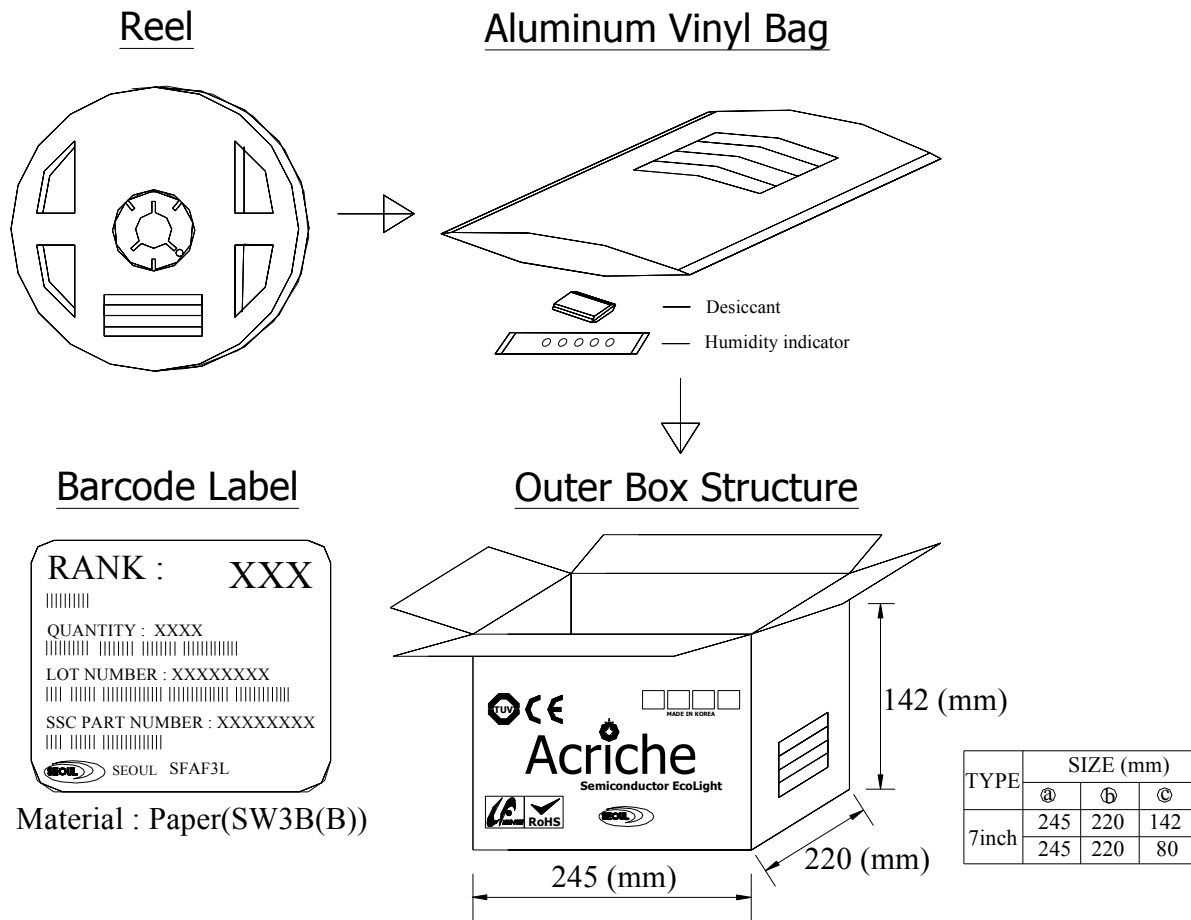 Reel
Aluminum Vinyl Bag
Desiccant
Humidity indicator
Barcode Label
RANK : XXX
QUANTITY : XXXX
LOT NUMBER : XXXXXXXX
SSC PART NUMBER : XXXXXXXX
SEOUL SEOUL SFAF3L
Material : Paper(SW3B(B))
Outer Box Structure
TUV CE
MADE IN KOREA
Acriche
Semiconductor EcoLight
RoHS
SEOUL
142 (mm)
220 (mm)
245 (mm)
TYPE SIZE (mm)
ⓐ ⓑ ⓒ
7inch 245 220 142
245 220 80